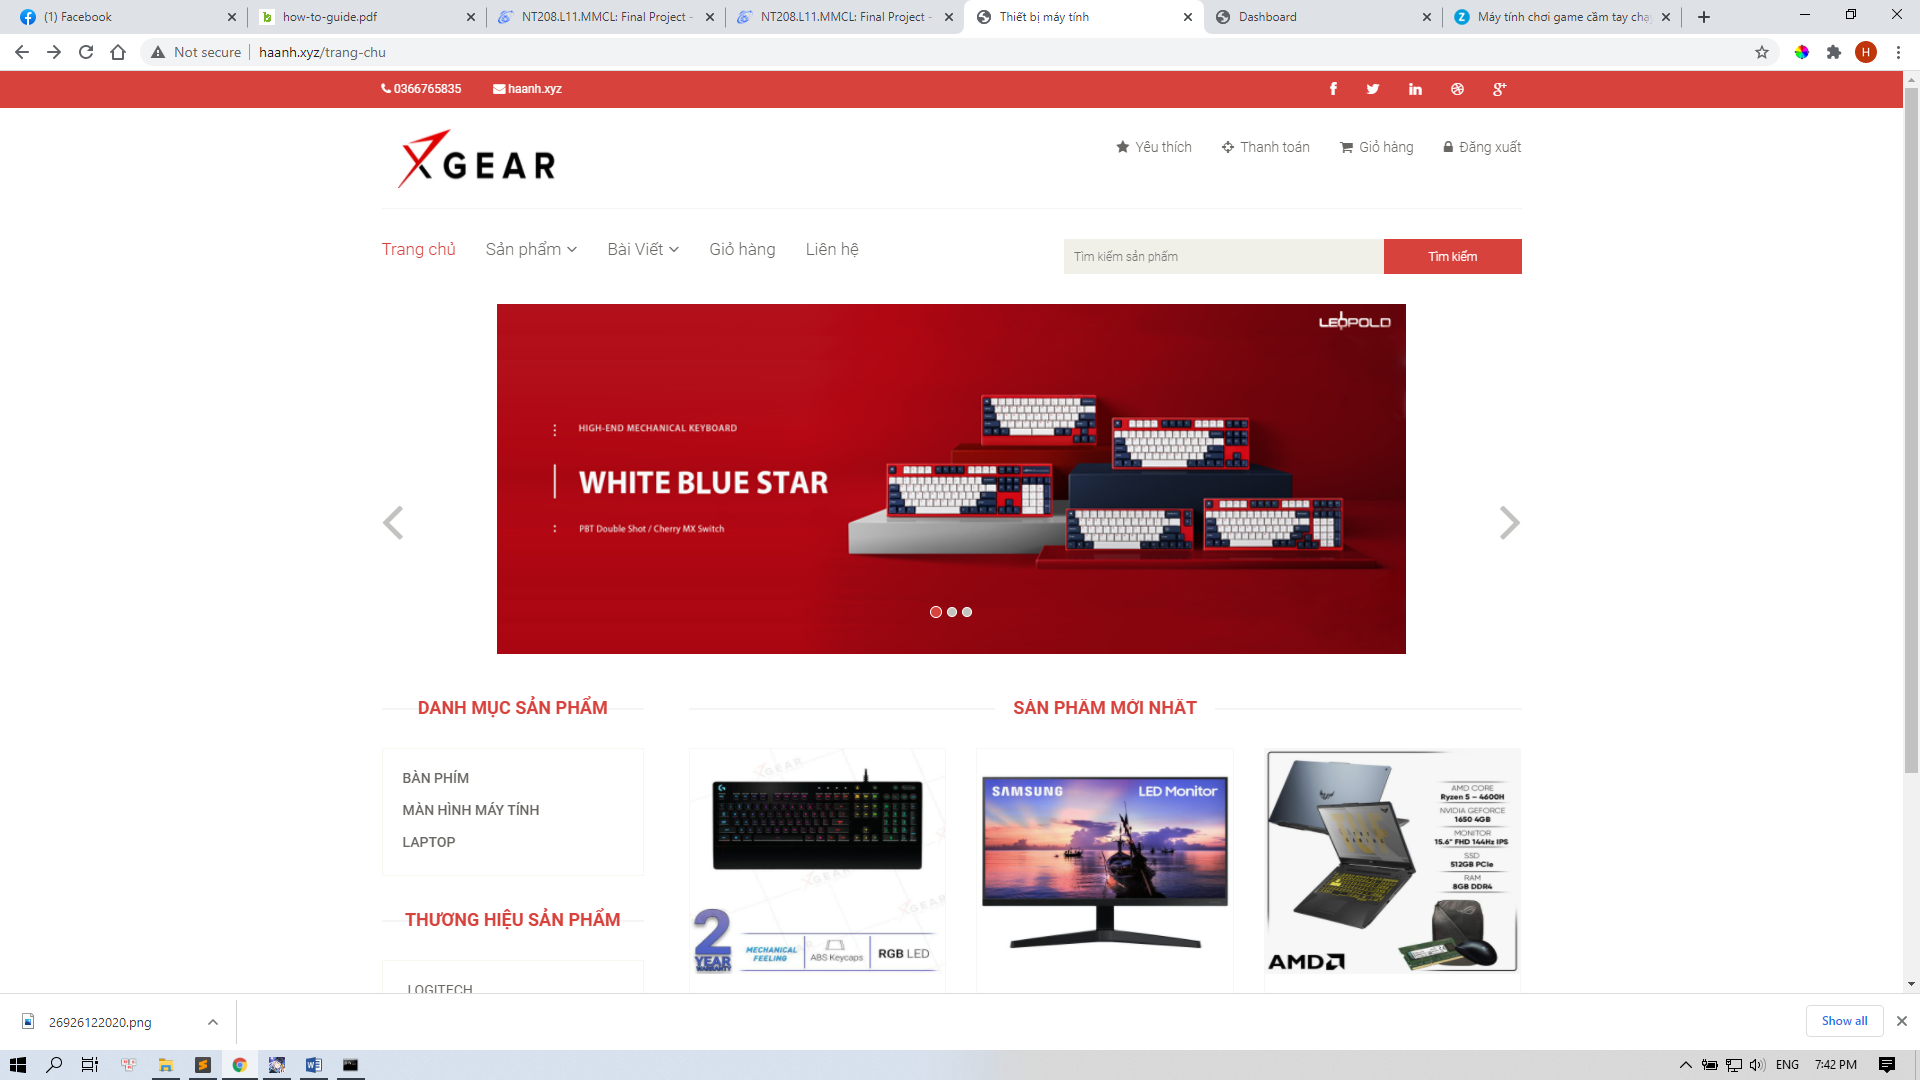 (1) Facebook
how-to-guide.pdf
NT208.L11.MMCL: Final Project -
NT208.L11.MMCL: Final Project -
Thiết bị máy tính
Dashboard
Máy tính chơi game cầm tay chạ
Not secure
haanh.xyz/trang-chu
H
0366765835
haanh.xyz
XGEAR
Yêu thích
Thanh toán
Giỏ hàng
Đăng xuất
Trang chủ
Sản phẩm
Bài Viết
Giỏ hàng
Liên hệ
Tìm kiếm sản phẩm
Tìm kiếm
LEOPOLD
HIGH-END MECHANICAL KEYBOARD
WHITE BLUE STAR
PBT Double Shot / Cherry MX Switch
DANH MỤC SẢN PHẨM
SẢN PHẨM MỚI NHẤT
BÀN PHÍM
MÀN HÌNH MÁY TÍNH
LAPTOP
THƯƠNG HIỆU SẢN PHẨM
LOGITECH
XGEAR
XGEAR
XGEAR
2
YEAR
WARRANTY
MECHANICAL
FEELING
ABS Keycaps
RGB LED
SAMSUNG
LED Monitor
AMD CORE
Ryzen 5 – 4600H
NVIDIA GEFORCE
1650 4GB
MONITOR
15.6" FHD 144Hz IPS
SSD
512GB PCIe
RAM
8GB DDR4
AMD
26926122020.png
Show all
ENG
7:42 PM